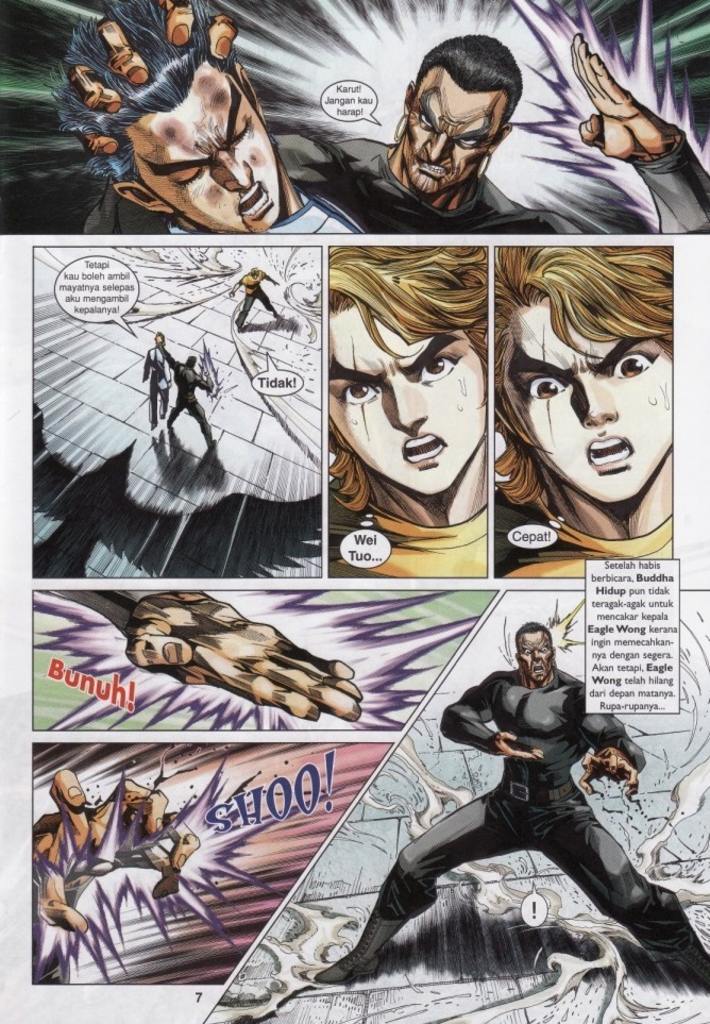 Karut!
Jangan kau
harap!
Tetapi
kau boleh ambil
mayatnya selepas
aku mengambil
kepalanya!
Tidak!
Wei
Tuo...
Cepat!
Setelah habis
berbicara, Buddha
Hidup pun tidak
teragak-agak untuk
mencakar kepala
Eagle Wong kerana
ingin memecahkan-
nya dengan segera.
Akan tetapi, Eagle
Wong telah hilang
dari depan matanya.
Rupa-rupanya...
Bunuh!
SHOO!
!
7